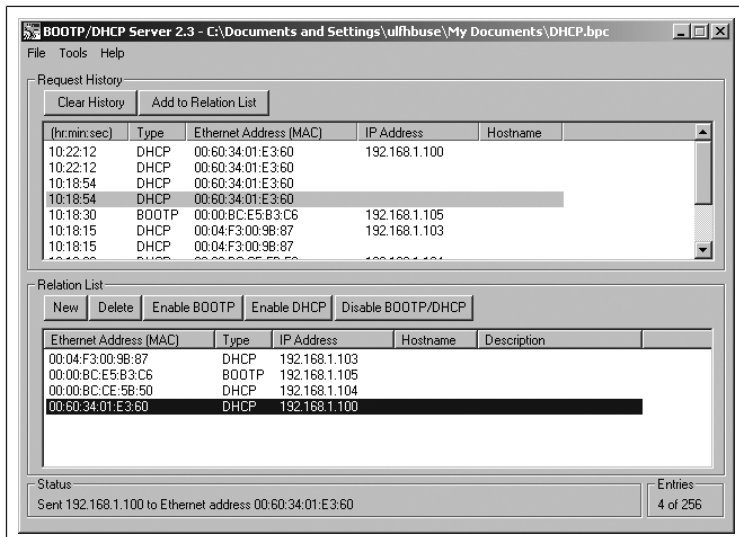 BOOTP/DHCP Server 2.3 - C:\Documents and Settings\ulfhbuse\My Documents\DHCP.bpc
File Tools Help
Request History
Clear History Add to Relation List
(hr:min:sec) Type Ethernet Address (MAC) IP Address Hostname
10:22:12 DHCP 00:60:34:01:E3:60 192.168.1.100
10:22:12 DHCP 00:60:34:01:E3:60
10:18:54 DHCP 00:60:34:01:E3:60
10:18:54 DHCP 00:60:34:01:E3:60
10:18:30 BOOTP 00:00:BC:E5:B3:C6 192.168.1.105
10:18:15 DHCP 00:04:F3:00:9B:87 192.168.1.103
10:18:15 DHCP 00:04:F3:00:9B:87
Relation List
New Delete Enable BOOTP Enable DHCP Disable BOOTP/DHCP
Ethernet Address (MAC) Type IP Address Hostname Description
00:04:F3:00:9B:87 DHCP 192.168.1.103
00:00:BC:E5:B3:C6 BOOTP 192.168.1.105
00:00:BC:CE:5B:50 DHCP 192.168.1.104
00:60:34:01:E3:60 DHCP 192.168.1.100
Status
Sent 192.168.1.100 to Ethernet address 00:60:34:01:E3:60
Entries
4 of 256